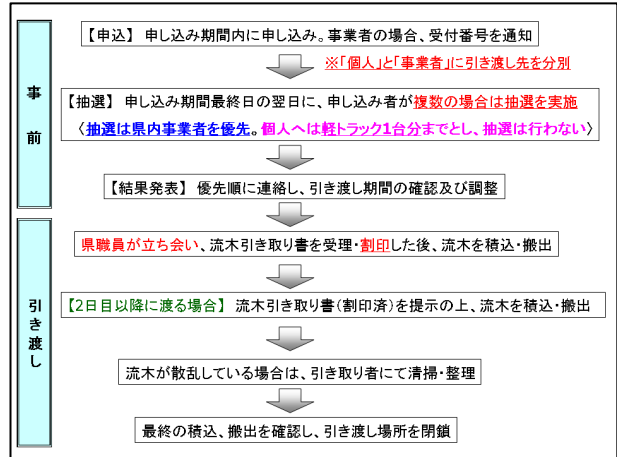 事前
【申込】 申し込み期間内に申し込み。事業者の場合、受付番号を通知
※「個人」と「事業者」に引き渡し先を分別
【抽選】 申し込み期間最終日の翌日に、申し込み者が複数の場合は抽選を実施
〈抽選は県内事業者を優先。個人へは軽トラック1台分までとし、抽選は行わない〉
【結果発表】 優先順に連絡し、引き渡し期間の確認及び調整
引き渡し
県職員が立ち会い、流木引き取り書を受理・割印した後、流木を積込・搬出
【2日目以降に渡る場合】 流木引き取り書(割印済)を提示の上、流木を積込・搬出
流木が散乱している場合は、引き取り者にて清掃・整理
最終の積込、搬出を確認し、引き渡し場所を閉鎖